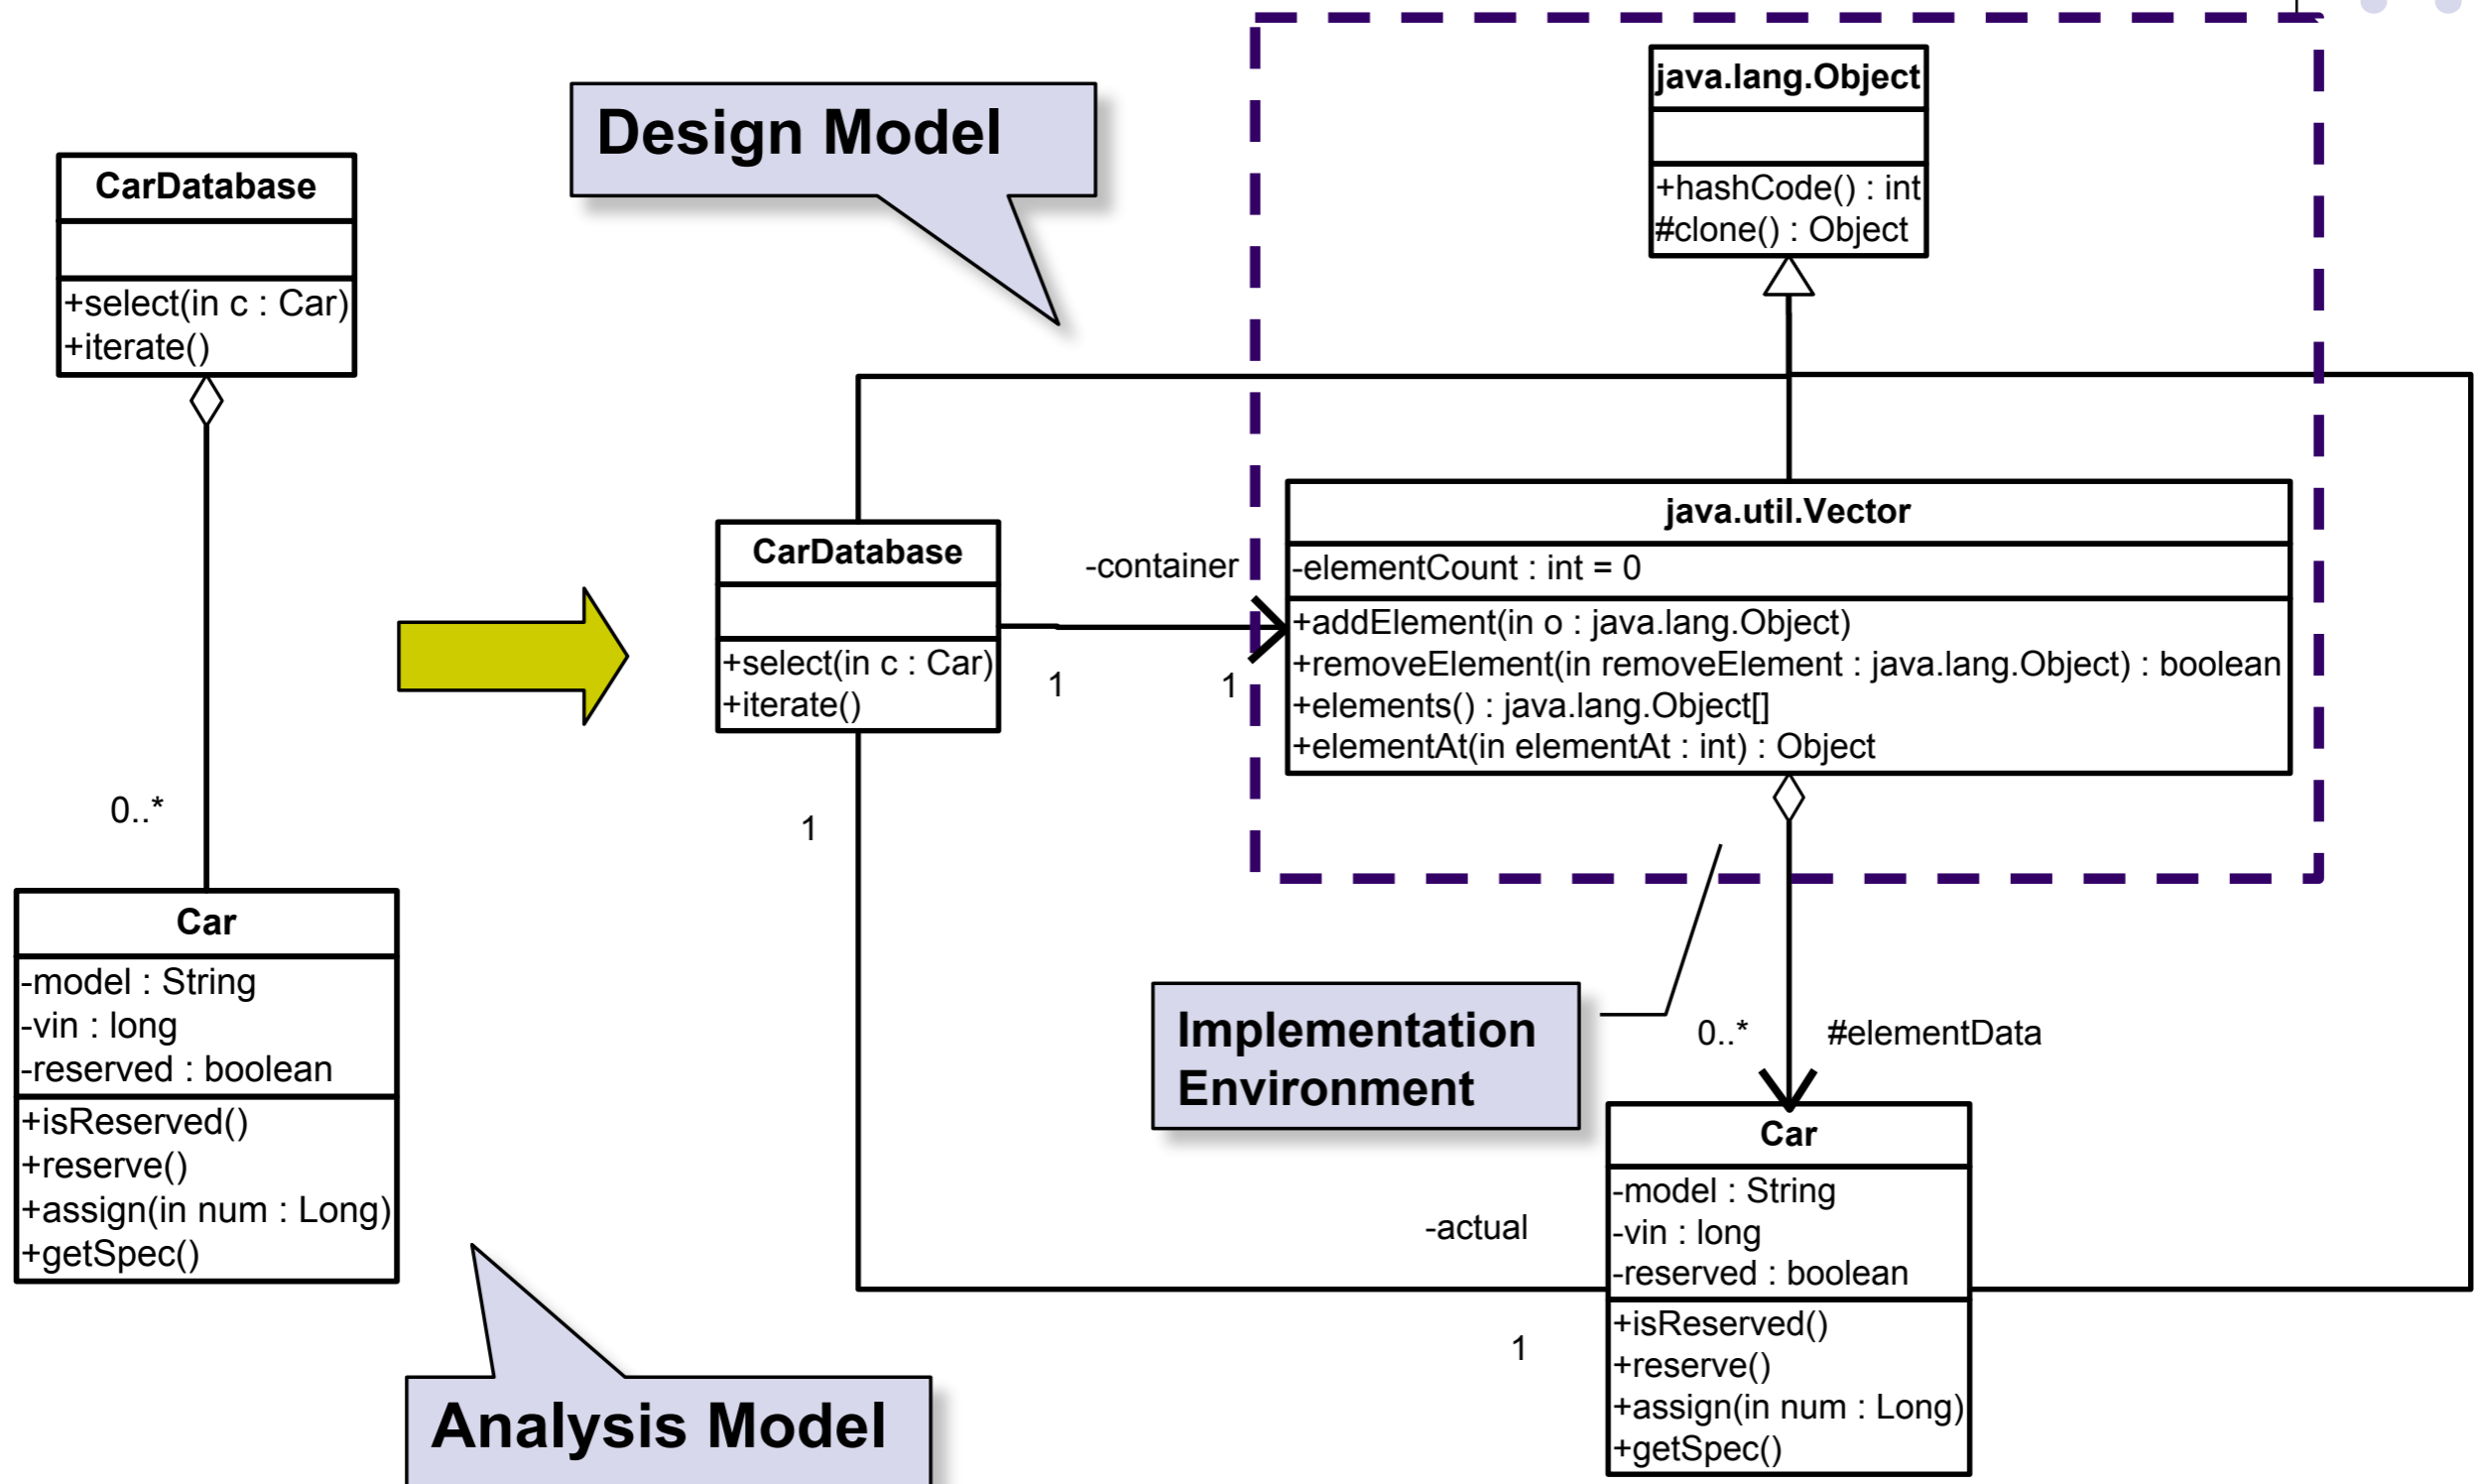 Design Model
CarDatabase
+select(in c : Car)
+iterate()
0..*
Car
-model : String
-vin : long
-reserved : boolean
+isReserved()
+reserve()
+assign(in num : Long)
+getSpec()
Analysis Model
java.lang.Object
+hashCode() : int
#clone() : Object
CarDatabase
+select(in c : Car)
+iterate()
-container
1
1
java.util.Vector
-elementCount : int = 0
+addElement(in o : java.lang.Object)
+removeElement(in removeElement : java.lang.Object) : boolean
+elements() : java.lang.Object[]
+elementAt(in elementAt : int) : Object
1
Implementation
Environment
0..*
#elementData
-actual
1
Car
-model : String
-vin : long
-reserved : boolean
+isReserved()
+reserve()
+assign(in num : Long)
+getSpec()